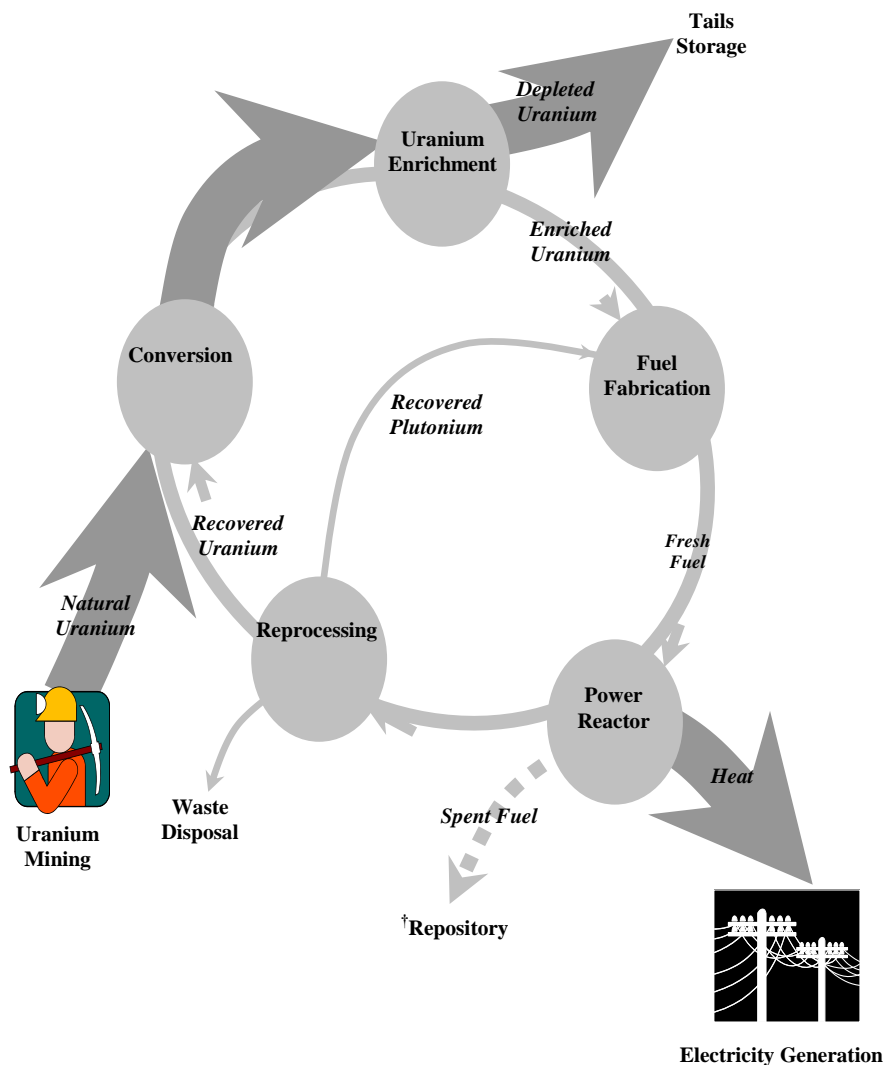 Tails
Storage
Depleted
Uranium
Uranium
Enrichment
Enriched
Uranium
Conversion
Fuel
Fabrication
Recovered
Plutonium
Recovered
Uranium
Fresh
Fuel
Natural
Uranium
Reprocessing
Power
Reactor
Heat
Waste
Disposal
Spent Fuel
Uranium
Mining
†Repository
Electricity Generation